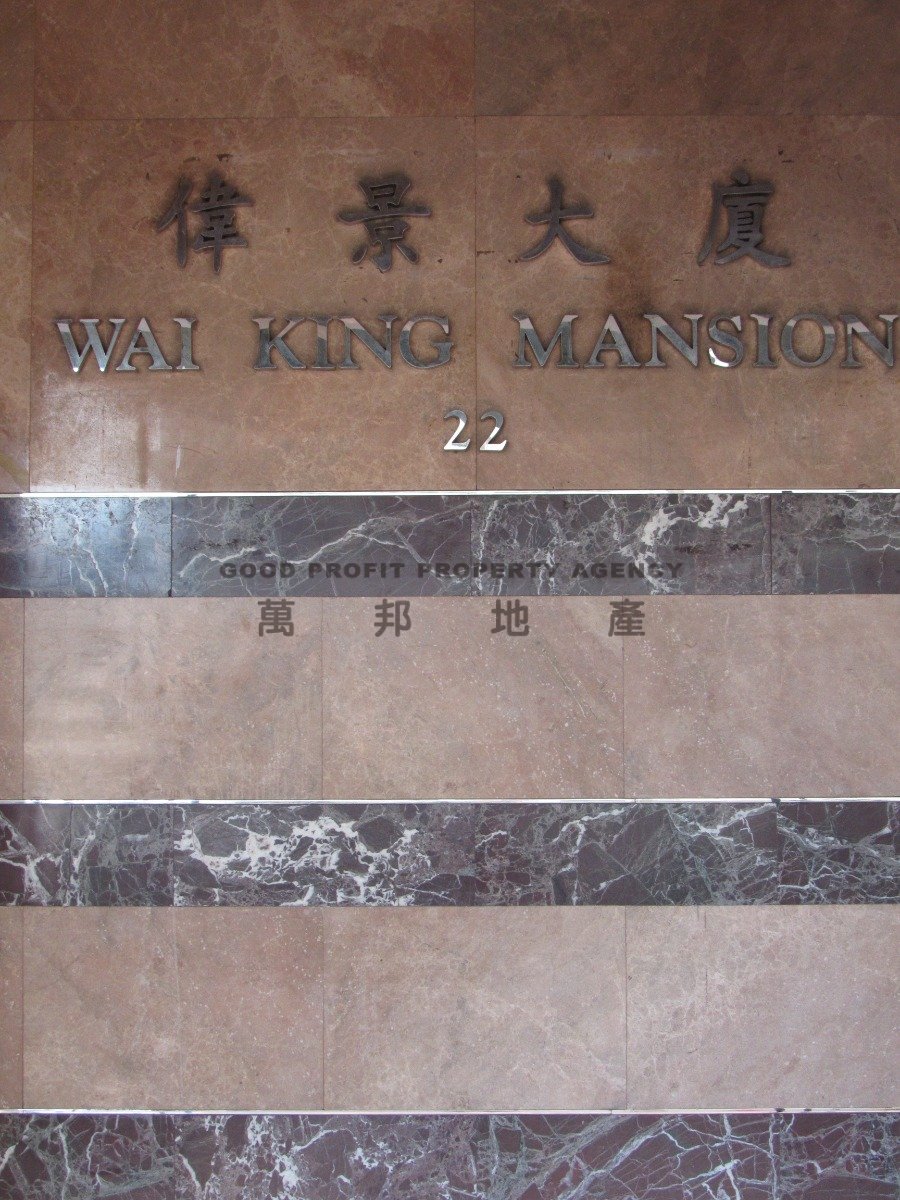 偉景大廈
WAI KING MANSION
22
GOOD PROFIT PROPERTY AGENCY
萬邦地產